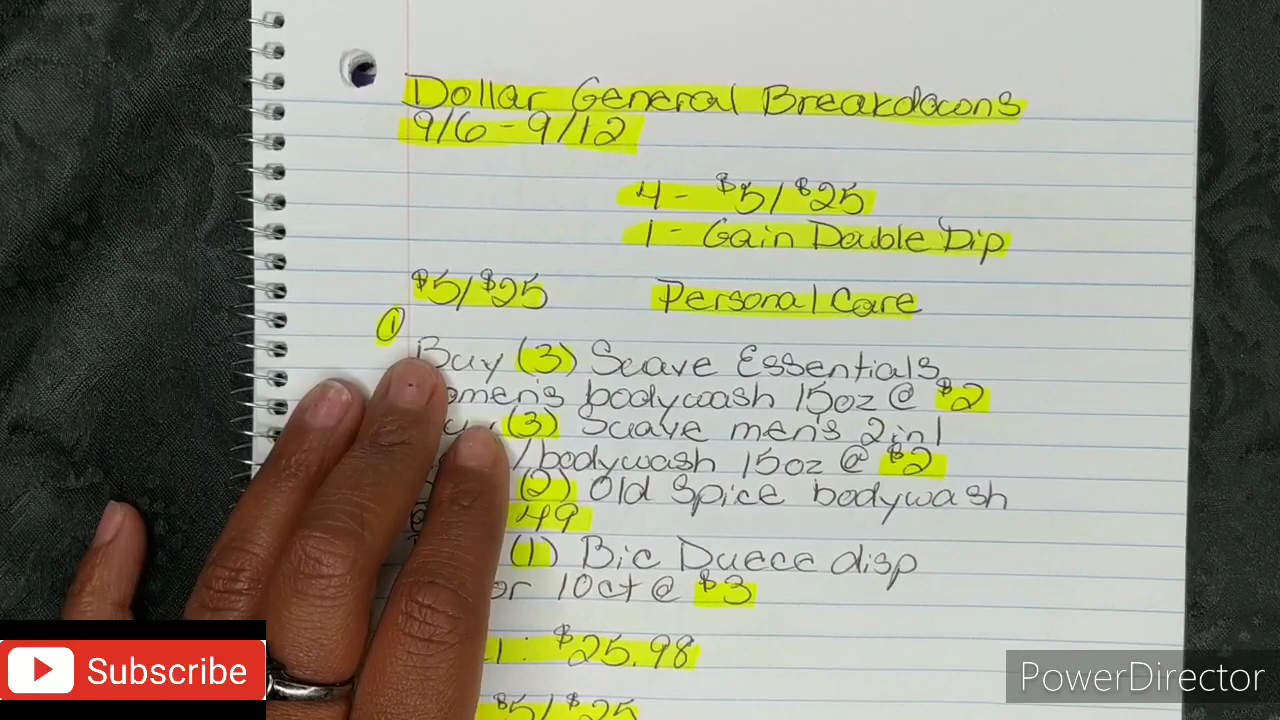 Dollar General Breakdowns
9/6 - 9/12
4 - $5/$25
1 - Gain Double Dip
$5/$25 Personal Care
1
Buy (3) Suave Essentials
bodywash 15oz @ $2
(3) Suave men's 2in1
/bodywash 15oz @ $2
(2) Old Spice bodywash
49
(1) Bic Duece disp
10ct @ $3
$25.98
$5/$25
Subscribe
PowerDirector